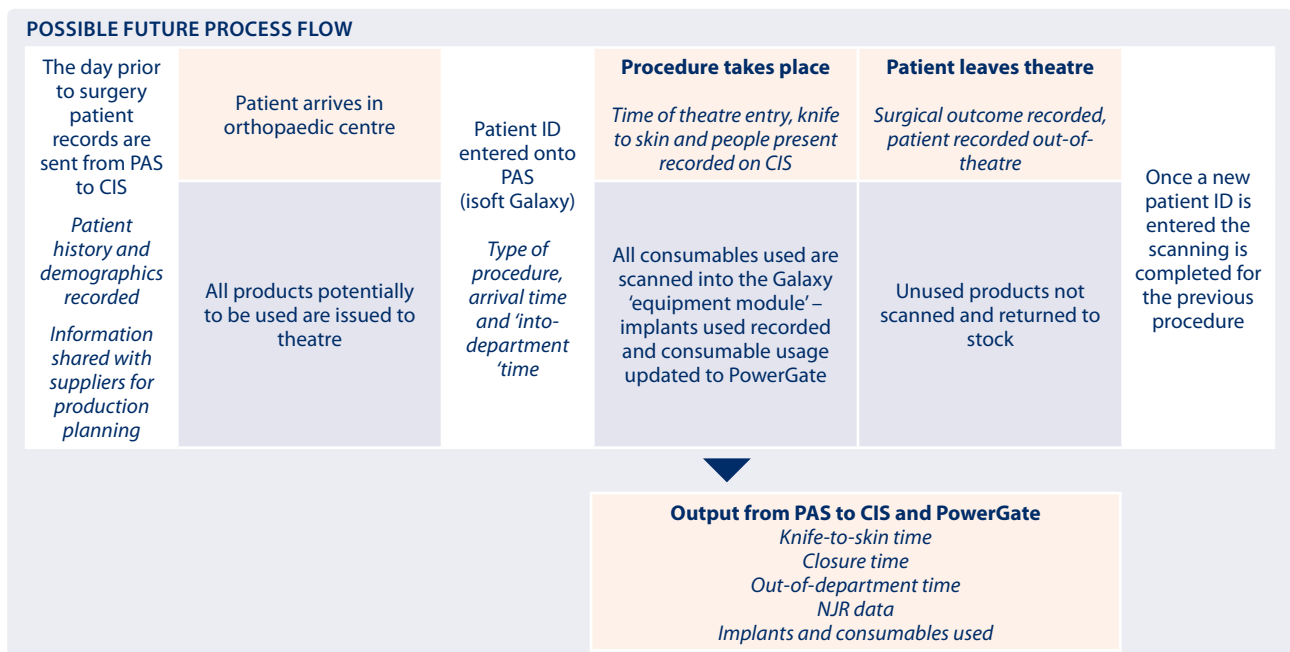 POSSIBLE FUTURE PROCESS FLOW
The day prior
to surgery
patient
records are
sent from PAS
to CIS
Patient
history and
demographics
recorded
Information
shared with
suppliers for
production
planning
Patient arrives in
orthopaedic centre
All products potentially
to be used are issued to
theatre
Patient ID
entered onto
PAS
(isoft Galaxy)
Type of
procedure,
arrival time
and ‘into-
department
‘time
Procedure takes place
Time of theatre entry, knife
to skin and people present
recorded on CIS
All consumables used are
scanned into the Galaxy
‘equipment module’ –
implants used recorded
and consumable usage
updated to PowerGate
Patient leaves theatre
Surgical outcome recorded,
patient recorded out-of-
theatre
Unused products not
scanned and returned to
stock
Once a new
patient ID is
entered the
scanning is
completed for
the previous
procedure
Output from PAS to CIS and PowerGate
Knife-to-skin time
Closure time
Out-of-department time
NJR data
Implants and consumables used